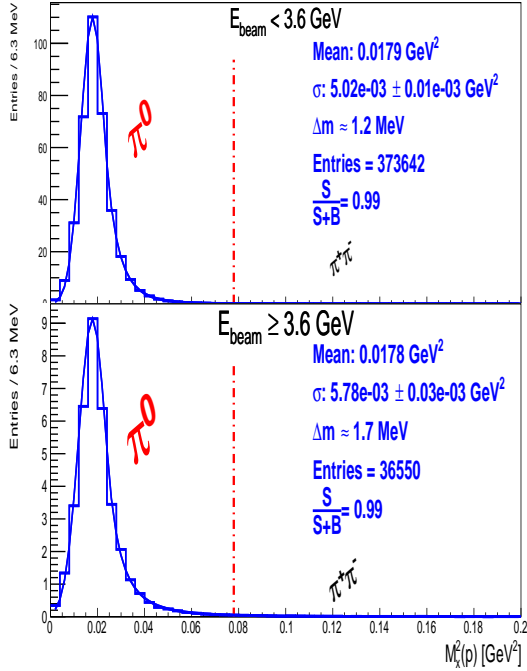 E_beam < 3.6 GeV
Entries / 6.3 MeV
100
80
60
40
20
0
π⁰
Mean: 0.0179 GeV²
σ: 5.02e-03 ± 0.01e-03 GeV²
Δm ≈ 1.2 MeV
Entries = 373642
S
S+B = 0.99
π⁺π⁻
E_beam ≥ 3.6 GeV
Entries / 6.3 MeV
9
8
7
6
5
4
3
2
1
0
π⁰
Mean: 0.0178 GeV²
σ: 5.78e-03 ± 0.03e-03 GeV²
Δm ≈ 1.7 MeV
Entries = 36550
S
S+B = 0.99
π⁺π⁻
0 0.02 0.04 0.06 0.08 0.1 0.12 0.14 0.16 0.18 0.2
M²ₓ(p) [GeV²]